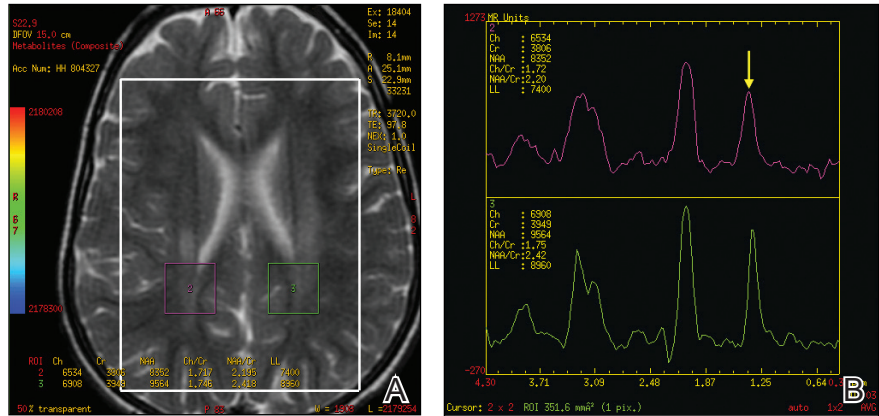 S22.9
DFOV 15.0 cm
Metabolites (Composite)
Acc Num: HH 804327
Ex: 18404
Se: 14
Im: 14
R 8.1mm
A 25.1mm
S 22.9mm
33231
TR: 3720.0
TE: 97.8
NEX: 1.0
SingleCoil
Type: Re
2180208
R
B
7
2178300
L
8
2
2
3
ROI Ch Cr NAA Ch/Cr NAA/Cr LL
2 6534 3806 8352 1.717 2.195 7400
3 6908 3949 9564 1.746 2.418 8960
50% transparent
L =2179254
A
1273
MR Units
2
Ch : 6534
Cr : 3806
NAA : 8352
Ch/Cr :1.72
NAA/Cr :2.20
LL : 7400
3
Ch : 6908
Cr : 3949
NAA : 9564
Ch/Cr :1.75
NAA/Cr :2.42
LL : 8960
-270
4.30 3.71 3.09 2.48 1.87 1.25 0.64
Cursor: 2 x 2 ROI 351.6 mm² (1 pix.) auto 1x2 AVG
B